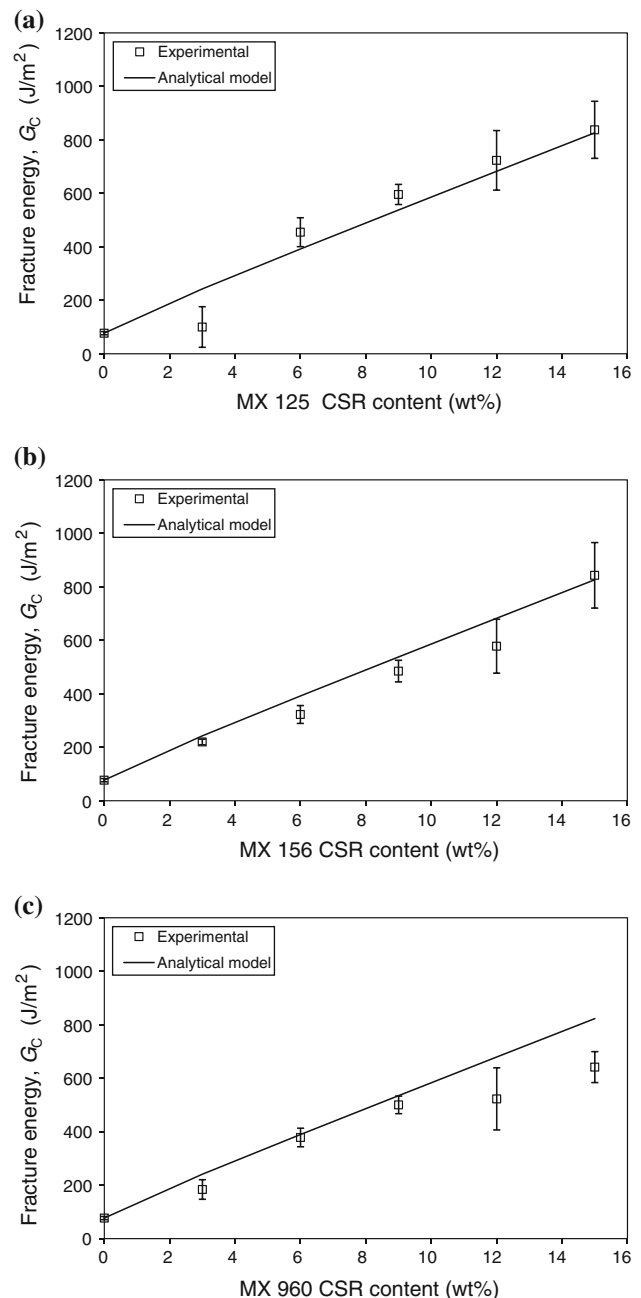 (a)
1200
1000
800
600
400
200
0
Fracture energy, G_C (J/m²)
Experimental
Analytical model
0 2 4 6 8 10 12 14 16
MX 125 CSR content (wt%)
(b)
1200
1000
800
600
400
200
0
Fracture energy, G_C (J/m²)
Experimental
Analytical model
0 2 4 6 8 10 12 14 16
MX 156 CSR content (wt%)
(c)
1200
1000
800
600
400
200
0
Fracture energy, G_C (J/m²)
Experimental
Analytical model
0 2 4 6 8 10 12 14 16
MX 960 CSR content (wt%)